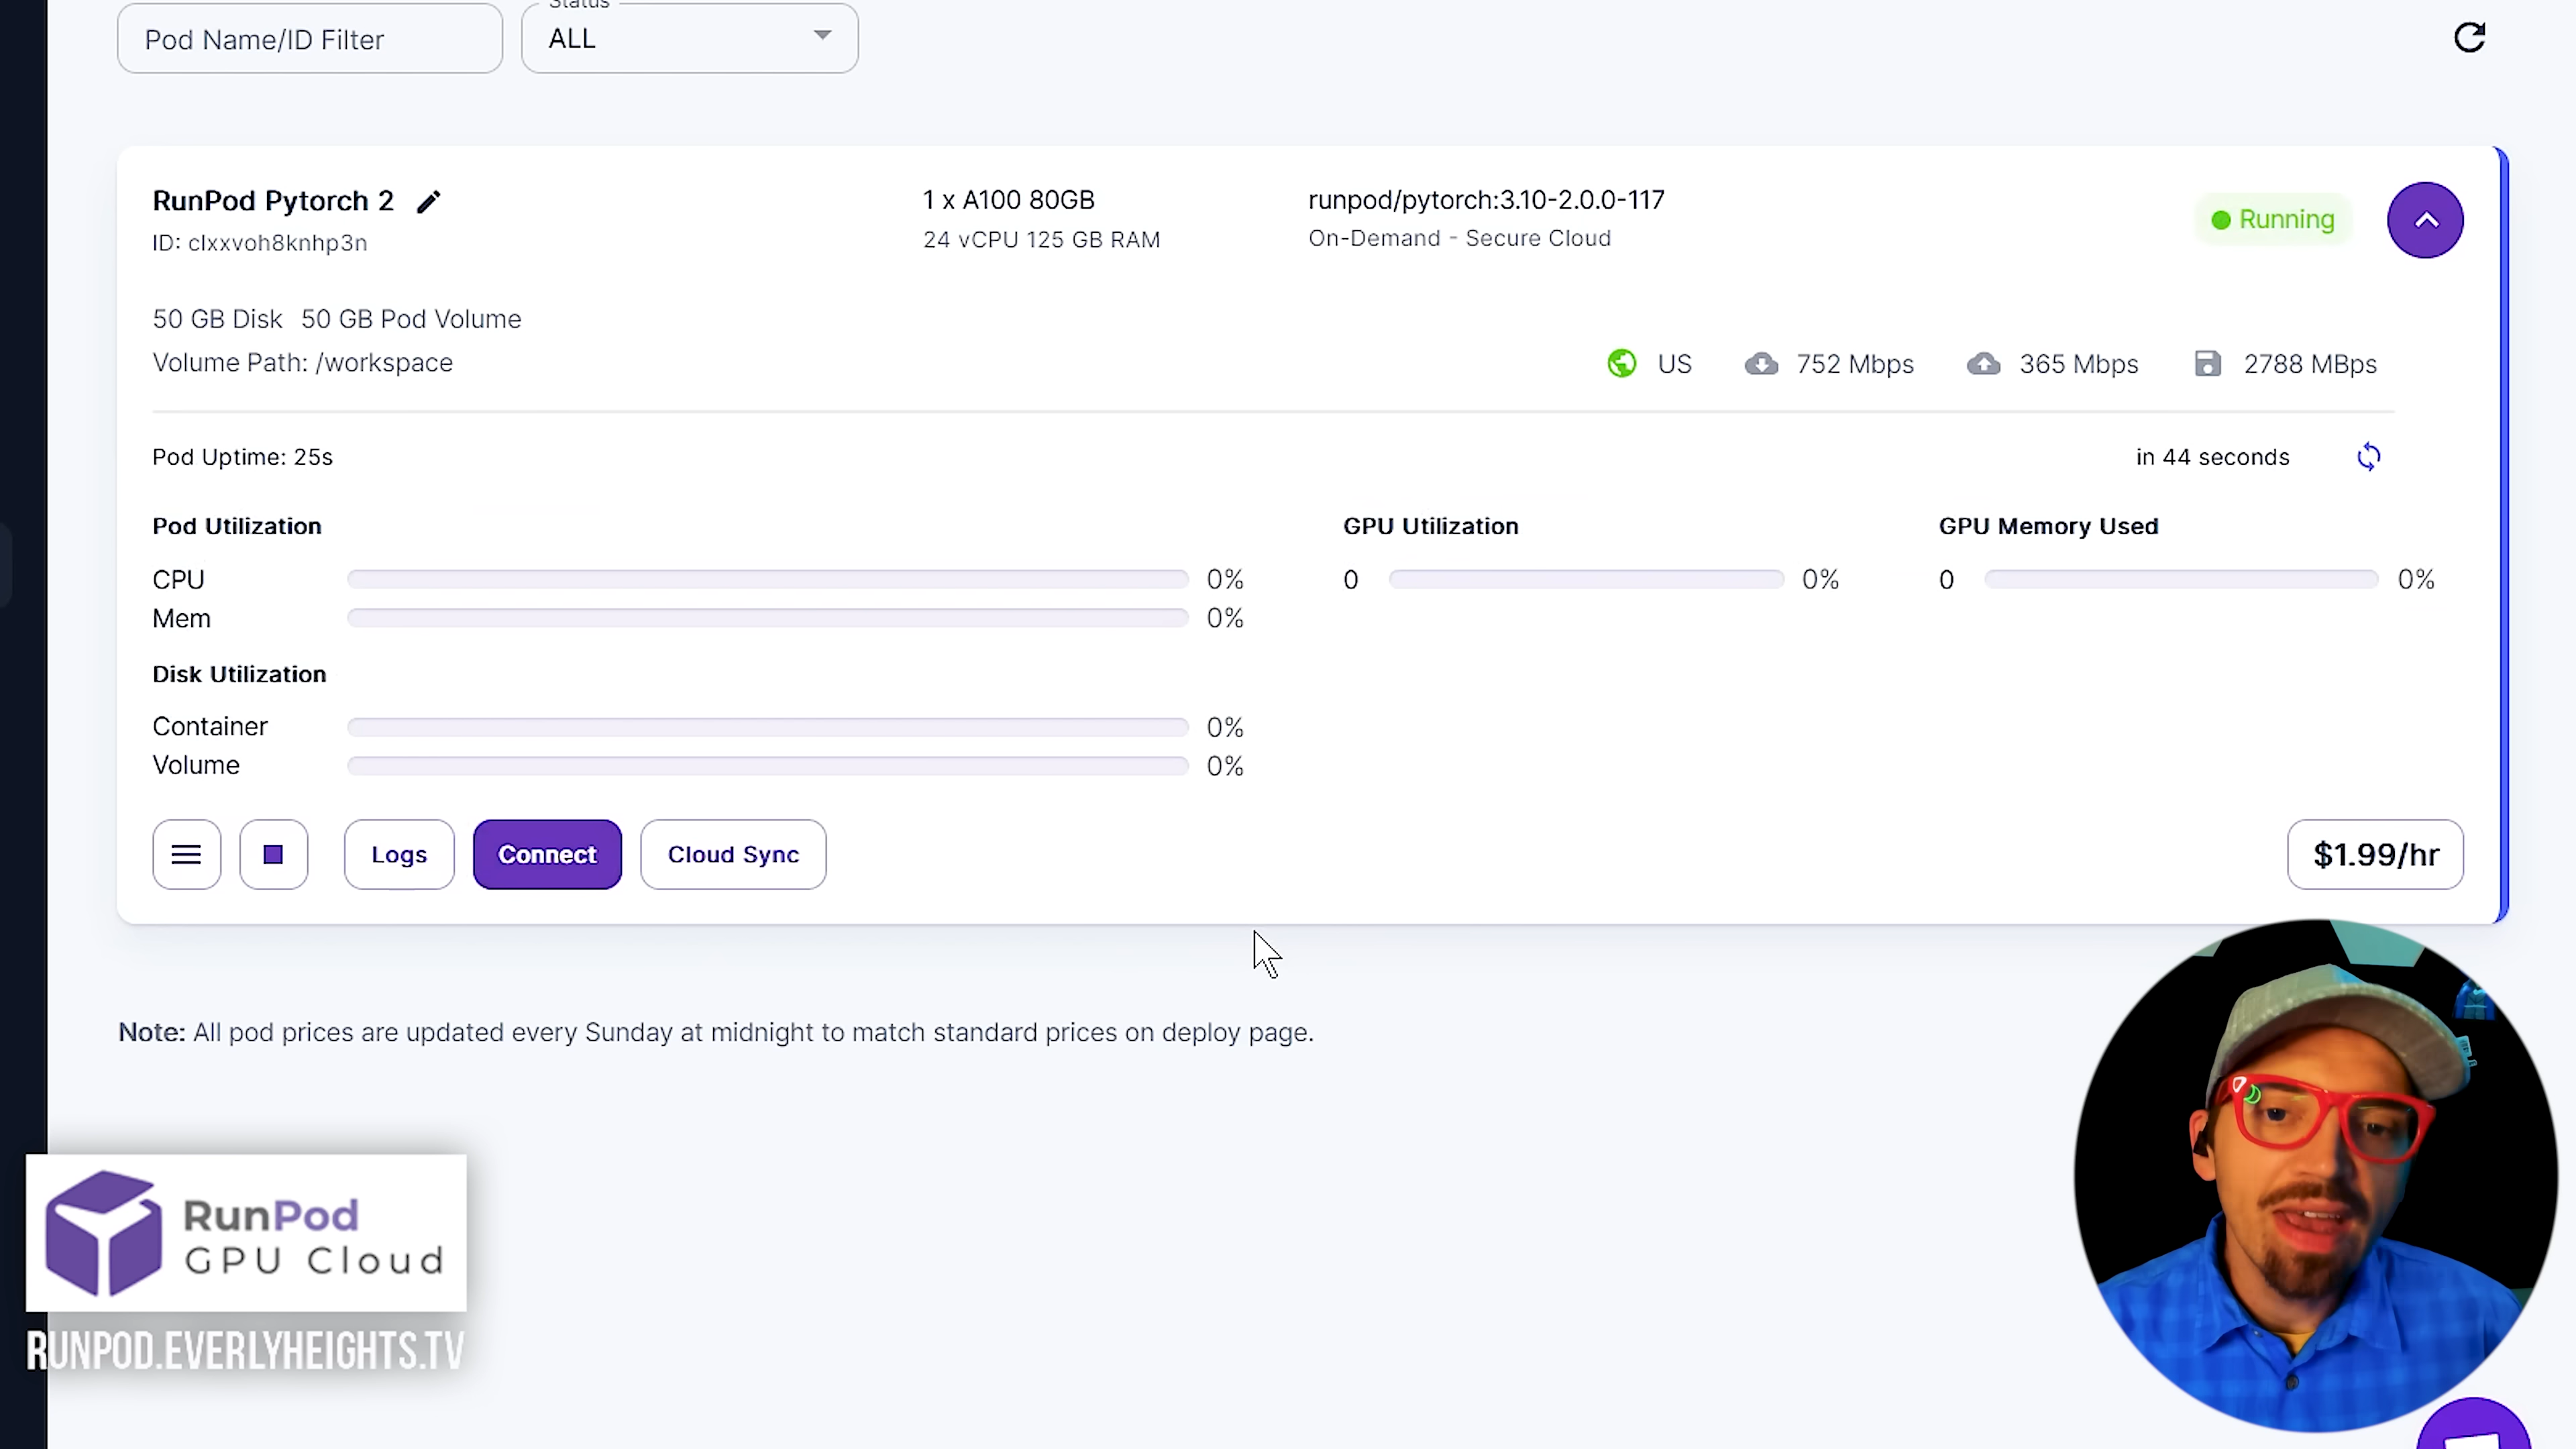 Status
Pod Name/ID Filter
ALL
RunPod Pytorch 2
ID: clxxvoh8knhp3n
1 x A100 80GB
24 vCPU 125 GB RAM
runpod/pytorch:3.10-2.0.0-117
On-Demand - Secure Cloud
Running
50 GB Disk 50 GB Pod Volume
Volume Path: /workspace
US
752 Mbps
365 Mbps
2788 MBps
Pod Uptime: 25s
in 44 seconds
Pod Utilization
CPU 0%
Mem 0%
GPU Utilization
0 0%
GPU Memory Used
0 0%
Disk Utilization
Container 0%
Volume 0%
Logs
Connect
Cloud Sync
$1.99/hr
Note: All pod prices are updated every Sunday at midnight to match standard prices on deploy page.
RunPod
GPU Cloud
RUNPOD.EVERLYHEIGHTS.TV